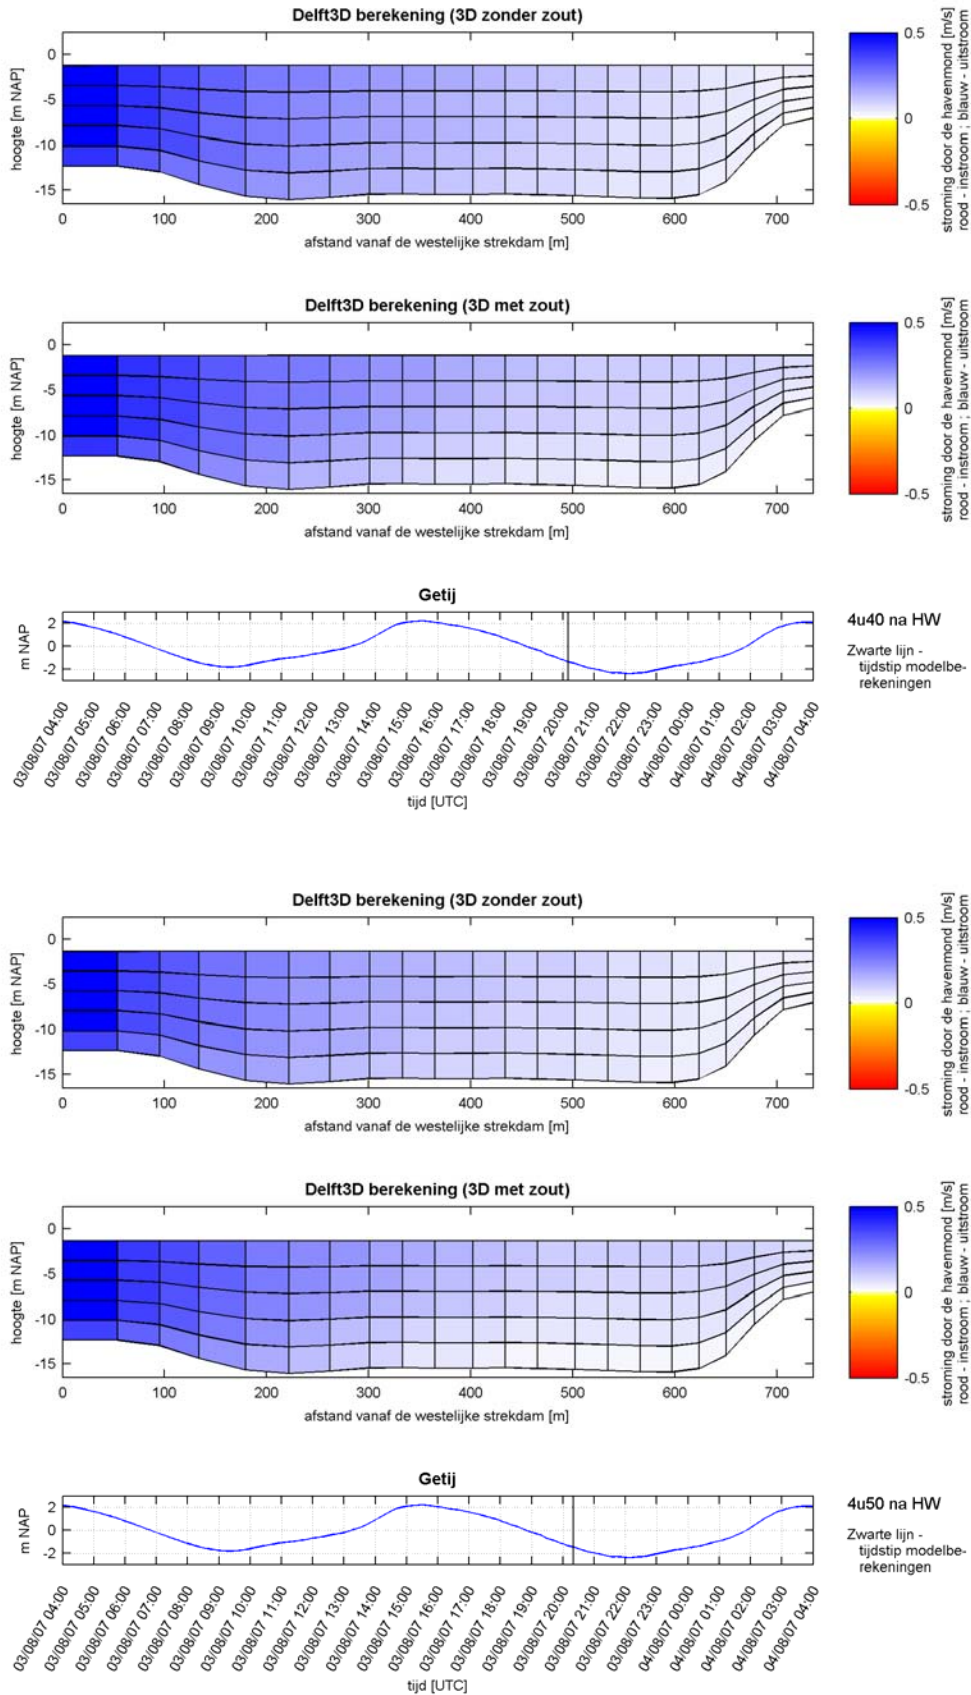 Delft3D berekening (3D zonder zout)
hoogte [m NAP]
0
-5
-10
-15
0 100 200 300 400 500 600 700
afstand vanaf de westelijke strekdam [m]
0.5
0
-0.5
stroming door de havenmond [m/s]
rood - instroom ; blauw - uitstroom
Delft3D berekening (3D met zout)
hoogte [m NAP]
0
-5
-10
-15
0 100 200 300 400 500 600 700
afstand vanaf de westelijke strekdam [m]
0.5
0
-0.5
stroming door de havenmond [m/s]
rood - instroom ; blauw - uitstroom
Getij
m NAP
2
0
-2
03/08/07 04:00
03/08/07 05:00
03/08/07 06:00
03/08/07 07:00
03/08/07 08:00
03/08/07 09:00
03/08/07 10:00
03/08/07 11:00
03/08/07 12:00
03/08/07 13:00
03/08/07 14:00
03/08/07 15:00
03/08/07 16:00
03/08/07 17:00
03/08/07 18:00
03/08/07 19:00
03/08/07 20:00
03/08/07 21:00
03/08/07 22:00
03/08/07 23:00
04/08/07 00:00
04/08/07 01:00
04/08/07 02:00
04/08/07 03:00
04/08/07 04:00
tijd [UTC]
4u40 na HW
Zwarte lijn -
tijdstip modelbe-
rekeningen
Delft3D berekening (3D zonder zout)
hoogte [m NAP]
0
-5
-10
-15
0 100 200 300 400 500 600 700
afstand vanaf de westelijke strekdam [m]
0.5
0
-0.5
stroming door de havenmond [m/s]
rood - instroom ; blauw - uitstroom
Delft3D berekening (3D met zout)
hoogte [m NAP]
0
-5
-10
-15
0 100 200 300 400 500 600 700
afstand vanaf de westelijke strekdam [m]
0.5
0
-0.5
stroming door de havenmond [m/s]
rood - instroom ; blauw - uitstroom
Getij
m NAP
2
0
-2
03/08/07 04:00
03/08/07 05:00
03/08/07 06:00
03/08/07 07:00
03/08/07 08:00
03/08/07 09:00
03/08/07 10:00
03/08/07 11:00
03/08/07 12:00
03/08/07 13:00
03/08/07 14:00
03/08/07 15:00
03/08/07 16:00
03/08/07 17:00
03/08/07 18:00
03/08/07 19:00
03/08/07 20:00
03/08/07 21:00
03/08/07 22:00
03/08/07 23:00
04/08/07 00:00
04/08/07 01:00
04/08/07 02:00
04/08/07 03:00
04/08/07 04:00
tijd [UTC]
4u50 na HW
Zwarte lijn -
tijdstip modelbe-
rekeningen